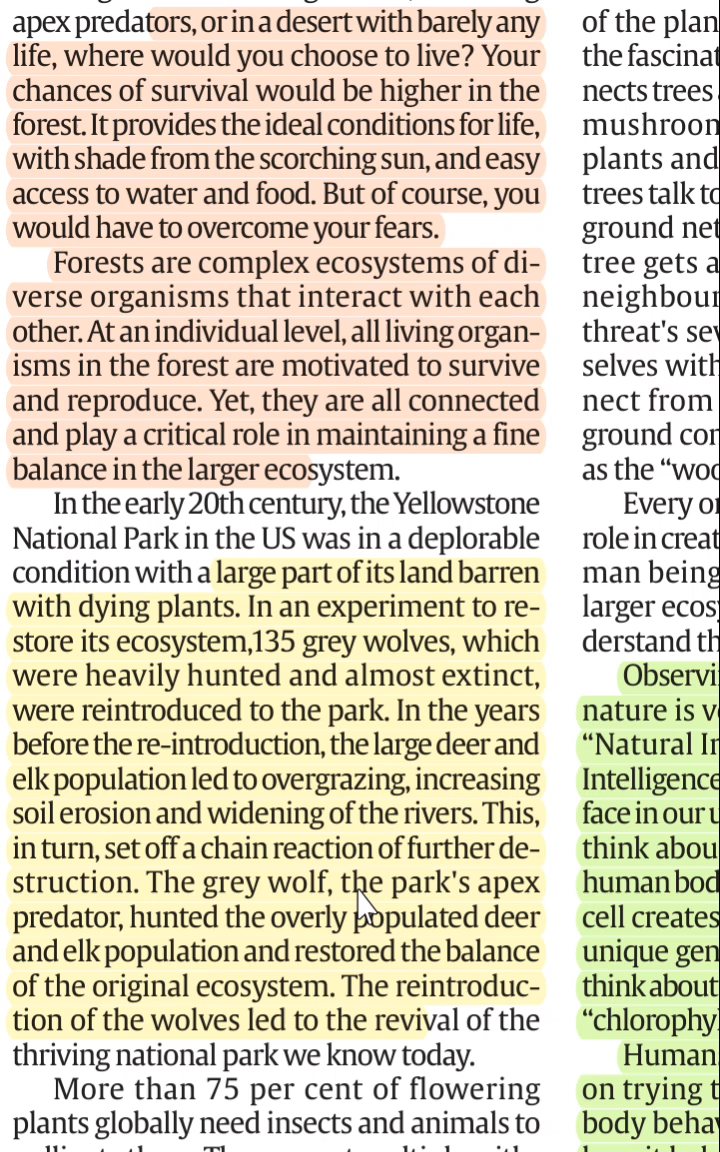 apex predators, or in a desert with barely any
life, where would you choose to live? Your
chances of survival would be higher in the
forest. It provides the ideal conditions for life,
with shade from the scorching sun, and easy
access to water and food. But of course, you
would have to overcome your fears.
Forests are complex ecosystems of di-
verse organisms that interact with each
other. At an individual level, all living organ-
isms in the forest are motivated to survive
and reproduce. Yet, they are all connected
and play a critical role in maintaining a fine
balance in the larger ecosystem.
In the early 20th century, the Yellowstone
National Park in the US was in a deplorable
condition with a large part of its land barren
with dying plants. In an experiment to re-
store its ecosystem,135 grey wolves, which
were heavily hunted and almost extinct,
were reintroduced to the park. In the years
before the re-introduction, the large deer and
elk population led to overgrazing, increasing
soil erosion and widening of the rivers. This,
in turn, set off a chain reaction of further de-
struction. The grey wolf, the park's apex
predator, hunted the overly populated deer
and elk population and restored the balance
of the original ecosystem. The reintroduc-
tion of the wolves led to the revival of the
thriving national park we know today.
More than 75 per cent of flowering
plants globally need insects and animals to
of the plan
the fascinat
nects trees
mushroom
plants and
trees talk to
ground net
tree gets a
neighbour
threat's sev
selves with
nect from
ground con
as the “woo
Every or
role in creat
man being
larger ecosy
derstand th
Observi
nature is ve
“Natural In
Intelligence
face in our u
think abou
human bod
cell creates
unique gen
think about
“chlorophyl
Human
on trying t
body behav